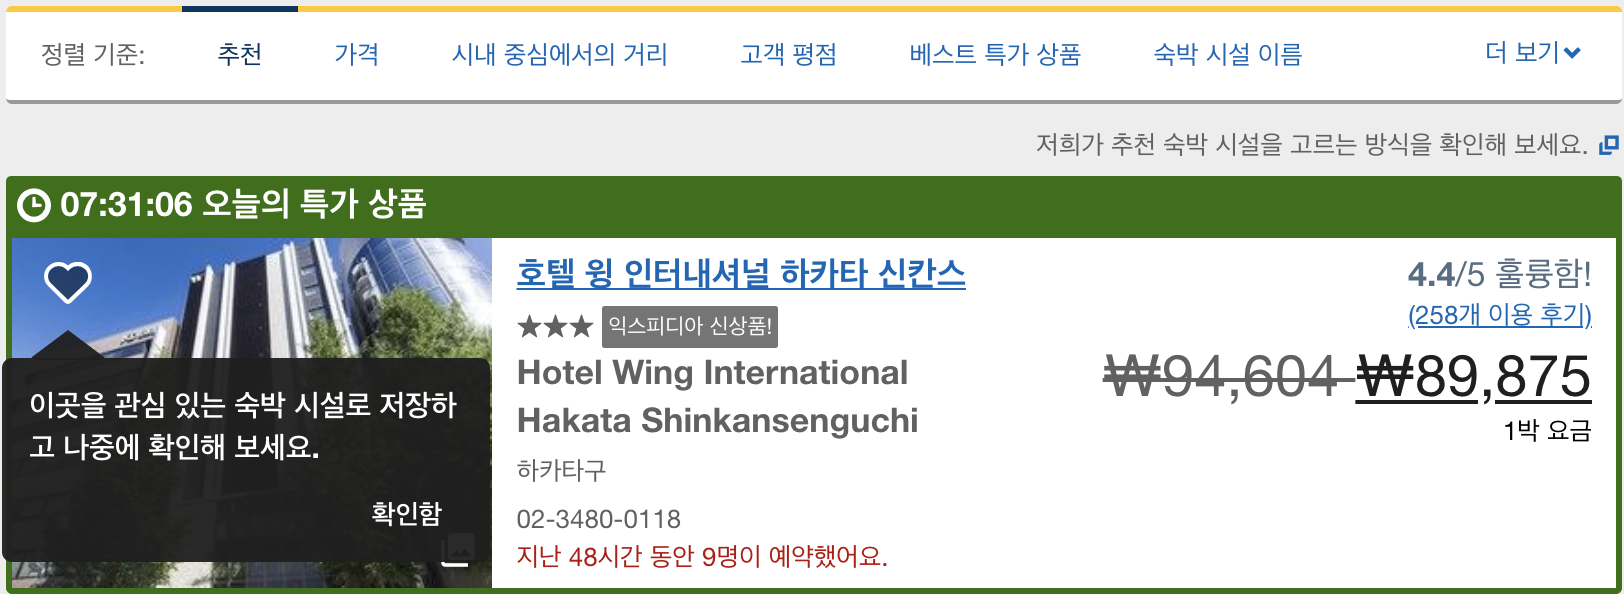 정렬 기준: 추천 가격 시내 중심에서의 거리 고객 평점 베스트 특가 상품 숙박 시설 이름 더 보기
저희가 추천 숙박 시설을 고르는 방식을 확인해 보세요.
07:31:06 오늘의 특가 상품
호텔 윙 인터내셔널 하카타 신칸스
★★★ 익스피디아 신상품!
Hotel Wing International
Hakata Shinkansenguchi
하카타구
02-3480-0118
지난 48시간 동안 9명이 예약했어요.
4.4/5 훌륭함!
(258개 이용 후기)
₩94,604 ₩89,875
1박 요금
이곳을 관심 있는 숙박 시설로 저장하
고 나중에 확인해 보세요.
확인함